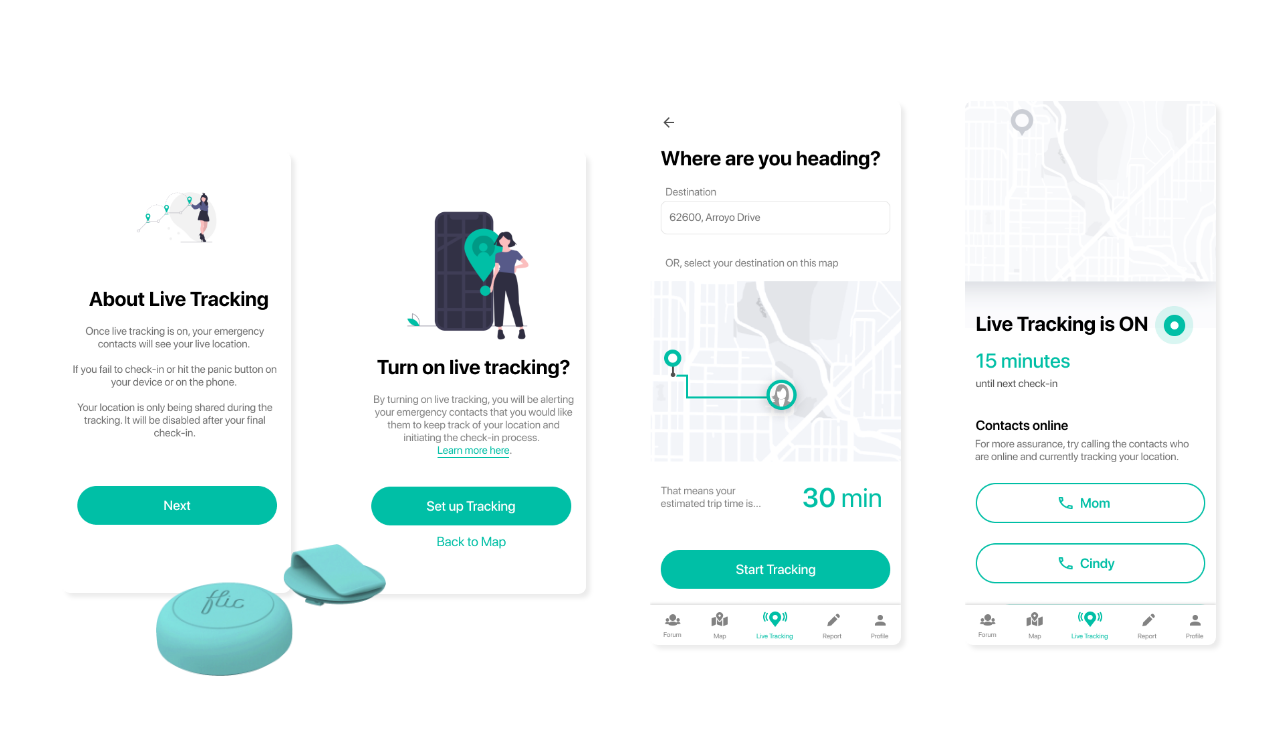 About Live Tracking
Once live tracking is on, your emergency
contacts will see your live location.
If you fail to check-in or hit the panic button on
your device or on the phone.
Your location is only being shared during the
tracking. It will be disabled after your final
check-in.
Next
flic
Turn on live tracking?
By turning on live tracking, you will be alerting
your emergency contacts that you would like
them to keep track of your location and
initiating the check-in process.
Learn more here.
Set up Tracking
Back to Map
Where are you heading?
Destination
62600, Arroyo Drive
OR, select your destination on this map
That means your
estimated trip time is...
30 min
Start Tracking
Forum
Map
Live Tracking
Report
Profile
Live Tracking is ON
15 minutes
until next check-in
Contacts online
For more assurance, try calling the contacts who
are online and currently tracking your location.
Mom
Cindy
Forum
Map
Live Tracking
Report
Profile